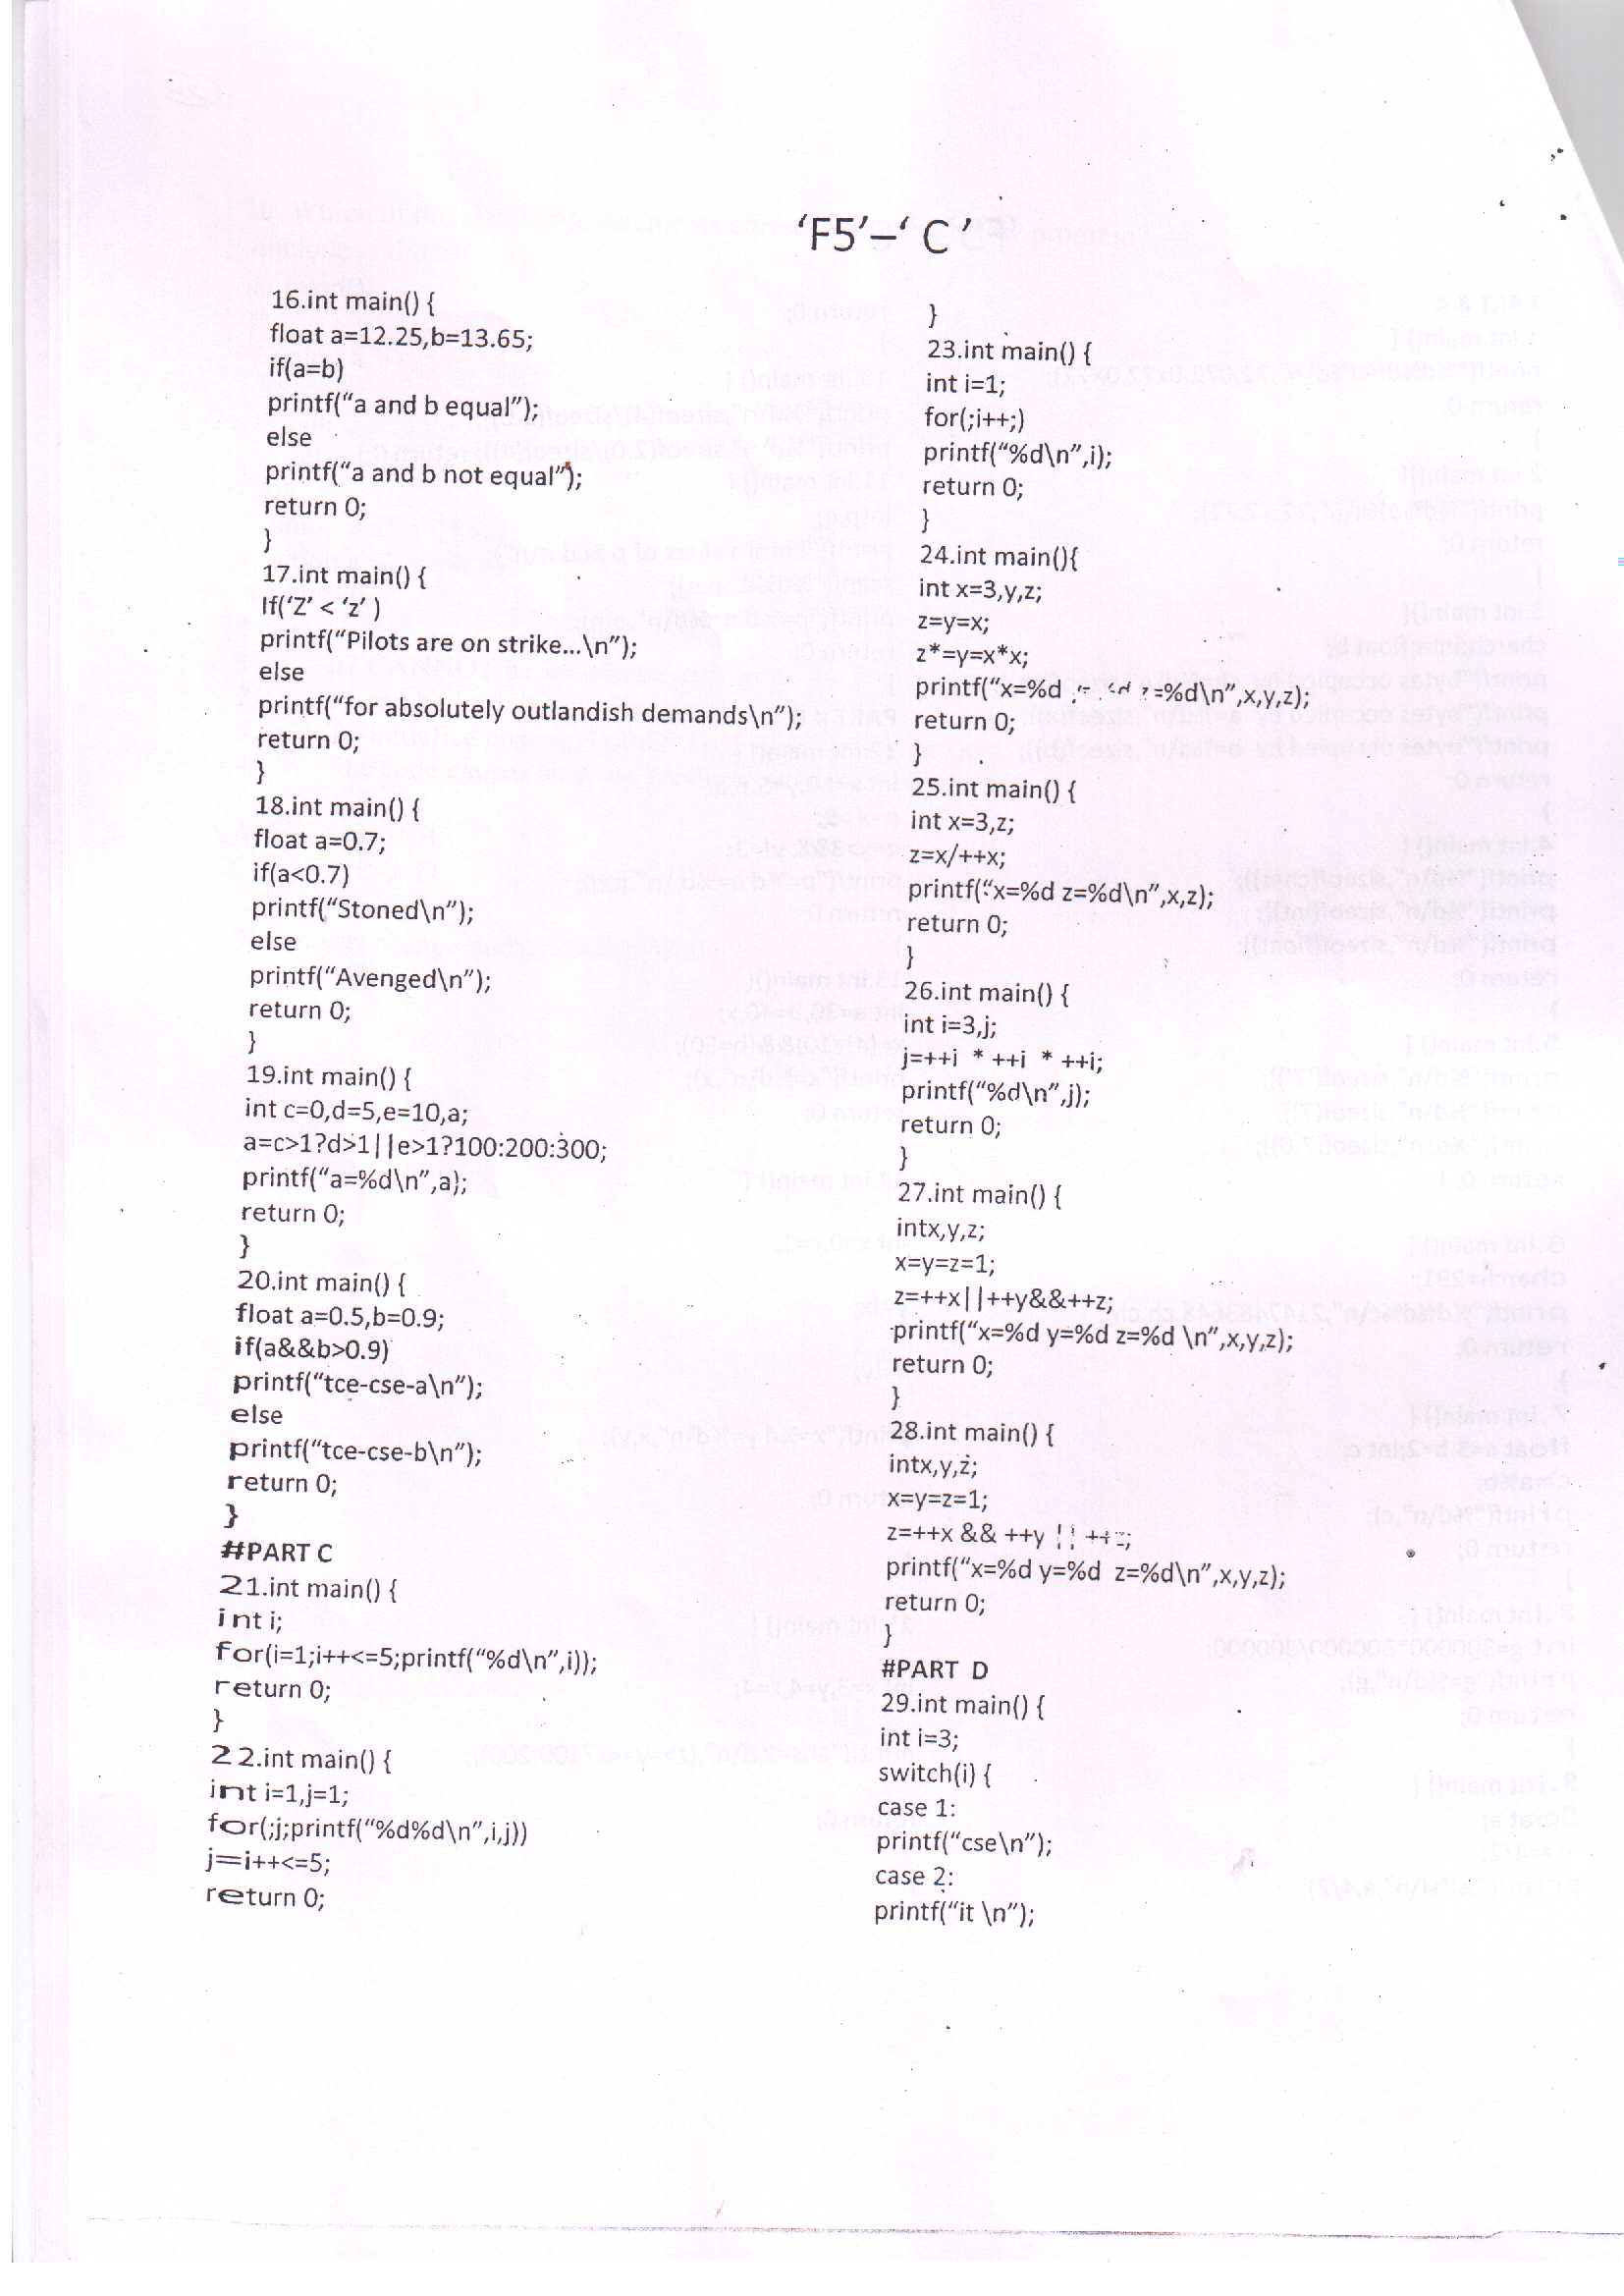 ‘F5’–‘ C ’
16.int main() {
float a=12.25,b=13.65;
if(a=b)
printf(“a and b equal”);
else
printf(“a and b not equal”);
return 0;
}
17.int main() {
If(‘Z’ < ‘z’ )
printf(“Pilots are on strike...\n”);
else
printf(“for absolutely outlandish demands\n”);
return 0;
}
18.int main() {
float a=0.7;
if(a<0.7)
printf(“Stoned\n”);
else
printf(“Avenged\n”);
return 0;
}
19.int main() {
int c=0,d=5,e=10,a;
a=c>1?d>1||e>1?100:200:300;
printf(“a=%d\n”,a);
return 0;
}
20.int main() {
float a=0.5,b=0.9;
if(a&&b>0.9)
printf(“tce-cse-a\n”);
else
printf(“tce-cse-b\n”);
return 0;
}
#PART C
21.int main() {
int i;
for(i=1;i++<=5;printf(“%d\n”,i));
return 0;
}
22.int main() {
int i=1,j=1;
for(;j;printf(“%d%d\n”,i,j))
j=i++<=5;
return 0;
}
23.int main() {
int i=1;
for(;i++;)
printf(“%d\n”,i);
return 0;
}
24.int main(){
int x=3,y,z;
z=y=x;
z*=y=x*x;
printf(“x=%d =%d\n”,x,y,z);
return 0;
}
25.int main() {
int x=3,z;
z=x/++x;
printf(“x=%d z=%d\n”,x,z);
return 0;
}
26.int main() {
int i=3,j;
j=++i * ++i * ++i;
printf(“%d\n”,j);
return 0;
}
27.int main() {
intx,y,z;
x=y=z=1;
z=++x||++y&&++z;
printf(“x=%d y=%d z=%d \n”,x,y,z);
return 0;
}
28.int main() {
intx,y,z;
x=y=z=1;
z=++x && ++y || ++z;
printf(“x=%d y=%d z=%d\n”,x,y,z);
return 0;
}
#PART D
29.int main() {
int i=3;
switch(i) {
case 1:
printf(“cse\n”);
case 2:
printf(“it \n”);